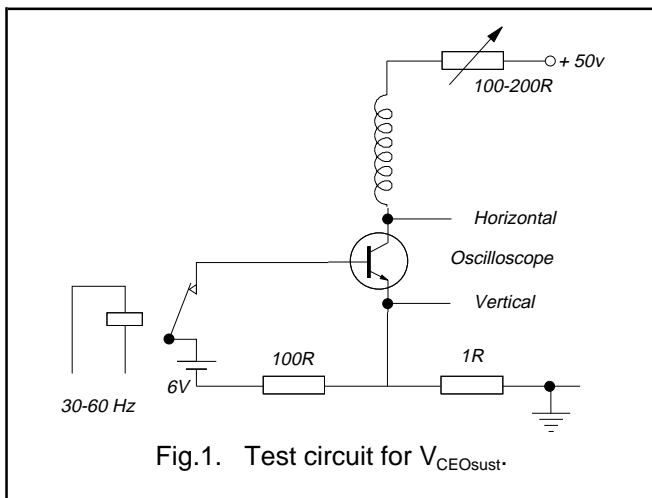 + 50v
100-200R
Horizontal
Oscilloscope
Vertical
100R
1R
6V
30-60 Hz
Fig.1. Test circuit for VCEOsust.